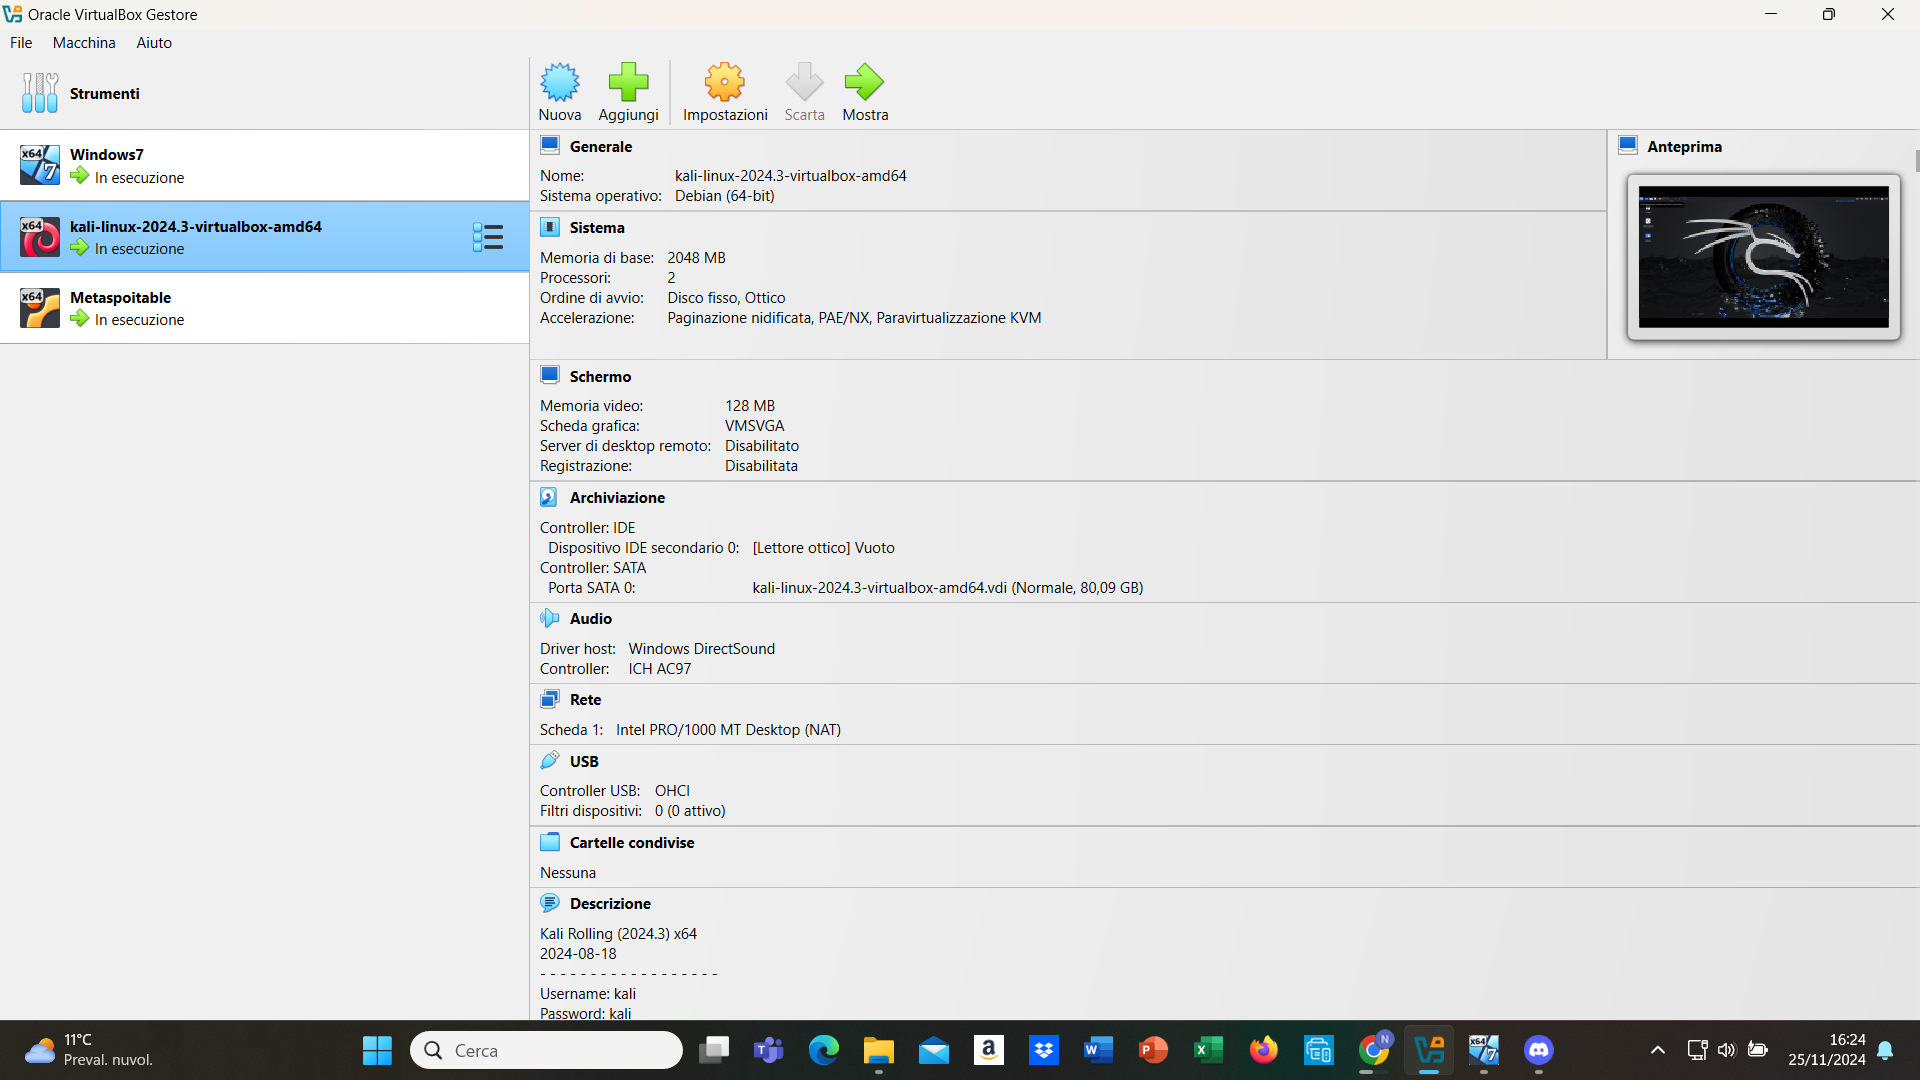 Oracle VirtualBox Gestore
File Macchina Aiuto
Strumenti
Nuova Aggiungi Impostazioni Scarta Mostra
x64 7 Windows7
In esecuzione
x64 kali-linux-2024.3-virtualbox-amd64
In esecuzione
x64 Metaspoitable
In esecuzione
Generale
Nome: kali-linux-2024.3-virtualbox-amd64
Sistema operativo: Debian (64-bit)
Anteprima
Sistema
Memoria di base: 2048 MB
Processori: 2
Ordine di avvio: Disco fisso, Ottico
Accelerazione: Paginazione nidificata, PAE/NX, Paravirtualizzazione KVM
Schermo
Memoria video: 128 MB
Scheda grafica: VMSVGA
Server di desktop remoto: Disabilitato
Registrazione: Disabilitata
Archiviazione
Controller: IDE
Dispositivo IDE secondario 0: [Lettore ottico] Vuoto
Controller: SATA
Porta SATA 0: kali-linux-2024.3-virtualbox-amd64.vdi (Normale, 80,09 GB)
Audio
Driver host: Windows DirectSound
Controller: ICH AC97
Rete
Scheda 1: Intel PRO/1000 MT Desktop (NAT)
USB
Controller USB: OHCI
Filtri dispositivi: 0 (0 attivo)
Cartelle condivise
Nessuna
Descrizione
Kali Rolling (2024.3) x64
2024-08-18
- - - - - - - - - - - - - - - - - -
Username: kali
Password: kali
11°C
Preval. nuvol.
Cerca
16:24
25/11/2024